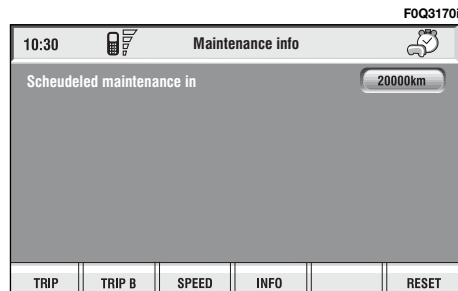 F0Q3170i
10:30 Maintenance info
Scheudeled maintenance in 20000km
TRIP TRIP B SPEED INFO RESET